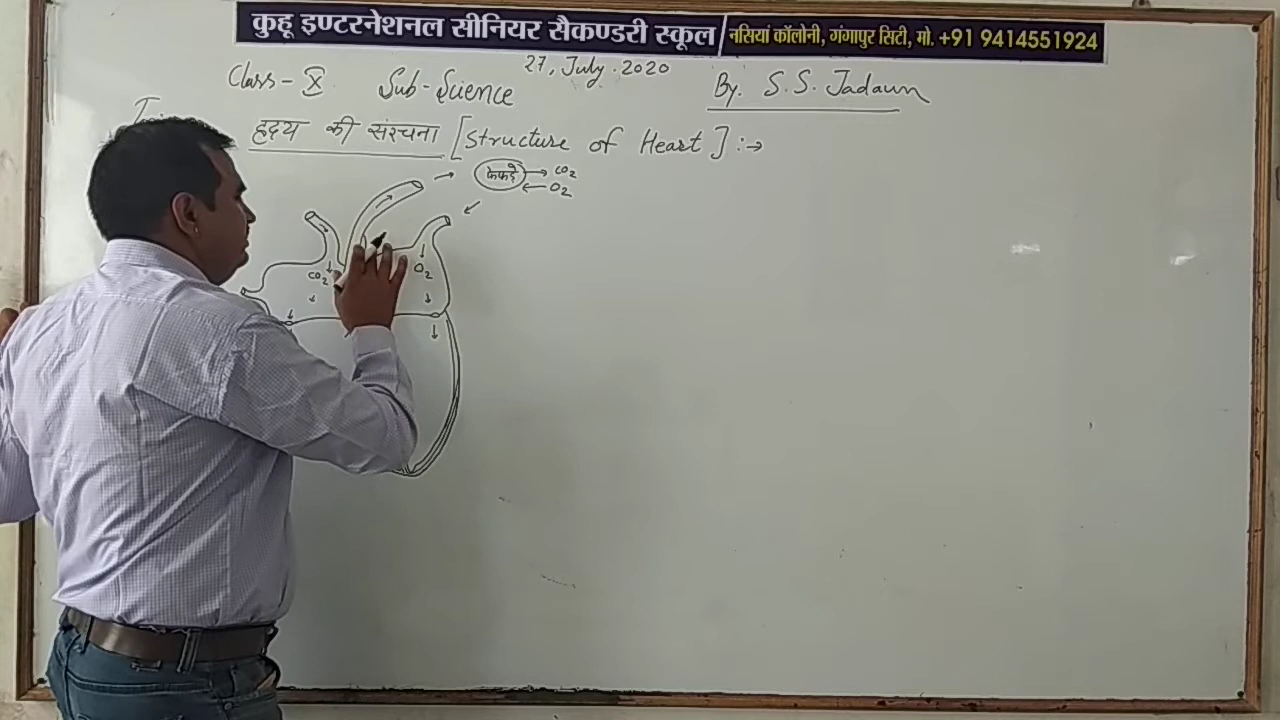 कुहू इण्टरनेशनल सीनियर सैकण्डरी स्कूल नसियां कॉलोनी, गंगापुर सिटी, मो. +91 9414551924
27, July. 2020
Class- X Sub- Science By. S. S. Jadaun
हृदय की संरचना [Structure of Heart] :→
फेफड़े → CO2
← O2
CO2 O2